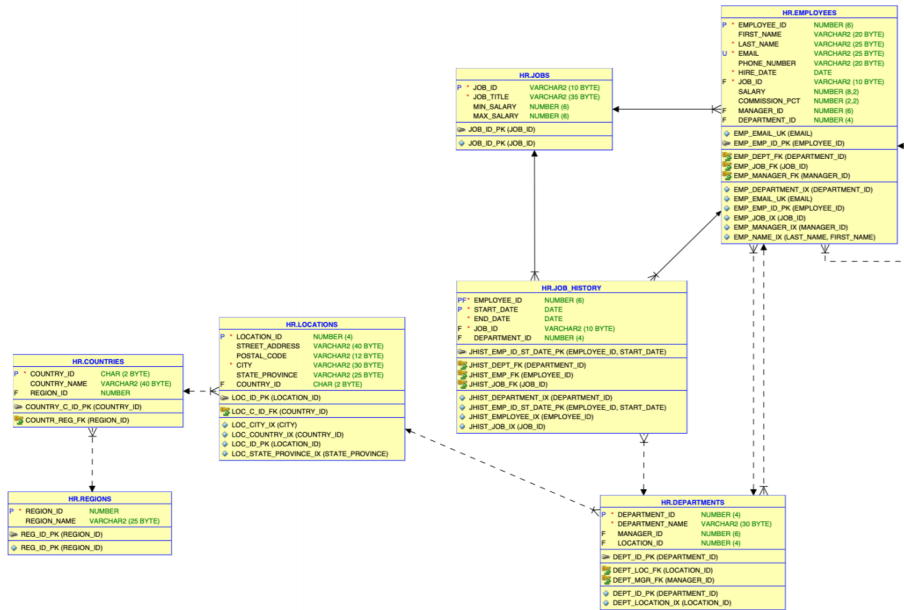 HR.EMPLOYEES
P * EMPLOYEE_ID NUMBER (6)
FIRST_NAME VARCHAR2 (20 BYTE)
* LAST_NAME VARCHAR2 (25 BYTE)
U * EMAIL VARCHAR2 (25 BYTE)
PHONE_NUMBER VARCHAR2 (20 BYTE)
* HIRE_DATE DATE
F * JOB_ID VARCHAR2 (10 BYTE)
SALARY NUMBER (8,2)
COMMISSION_PCT NUMBER (2,2)
F MANAGER_ID NUMBER (6)
F DEPARTMENT_ID NUMBER (4)
EMP_EMAIL_UK (EMAIL)
EMP_EMP_ID_PK (EMPLOYEE_ID)
EMP_DEPT_FK (DEPARTMENT_ID)
EMP_JOB_FK (JOB_ID)
EMP_MANAGER_FK (MANAGER_ID)
EMP_DEPARTMENT_IX (DEPARTMENT_ID)
EMP_EMAIL_UK (EMAIL)
EMP_EMP_ID_PK (EMPLOYEE_ID)
EMP_JOB_IX (JOB_ID)
EMP_MANAGER_IX (MANAGER_ID)
EMP_NAME_IX (LAST_NAME, FIRST_NAME)
HR.JOBS
P * JOB_ID VARCHAR2 (10 BYTE)
* JOB_TITLE VARCHAR2 (35 BYTE)
MIN_SALARY NUMBER (6)
MAX_SALARY NUMBER (6)
JOB_ID_PK (JOB_ID)
JOB_ID_PK (JOB_ID)
HR.JOB_HISTORY
PF* EMPLOYEE_ID NUMBER (6)
P * START_DATE DATE
* END_DATE DATE
F * JOB_ID VARCHAR2 (10 BYTE)
F DEPARTMENT_ID NUMBER (4)
JHIST_EMP_ID_ST_DATE_PK (EMPLOYEE_ID, START_DATE)
JHIST_DEPT_FK (DEPARTMENT_ID)
JHIST_EMP_FK (EMPLOYEE_ID)
JHIST_JOB_FK (JOB_ID)
JHIST_DEPARTMENT_IX (DEPARTMENT_ID)
JHIST_EMP_ID_ST_DATE_PK (EMPLOYEE_ID, START_DATE)
JHIST_EMPLOYEE_IX (EMPLOYEE_ID)
JHIST_JOB_IX (JOB_ID)
HR.LOCATIONS
P * LOCATION_ID NUMBER (4)
STREET_ADDRESS VARCHAR2 (40 BYTE)
POSTAL_CODE VARCHAR2 (12 BYTE)
* CITY VARCHAR2 (30 BYTE)
STATE_PROVINCE VARCHAR2 (25 BYTE)
F COUNTRY_ID CHAR (2 BYTE)
LOC_ID_PK (LOCATION_ID)
LOC_C_ID_FK (COUNTRY_ID)
LOC_CITY_IX (CITY)
LOC_COUNTRY_IX (COUNTRY_ID)
LOC_ID_PK (LOCATION_ID)
LOC_STATE_PROVINCE_IX (STATE_PROVINCE)
HR.COUNTRIES
P * COUNTRY_ID CHAR (2 BYTE)
COUNTRY_NAME VARCHAR2 (40 BYTE)
F REGION_ID NUMBER
COUNTRY_C_ID_PK (COUNTRY_ID)
COUNTR_REG_FK (REGION_ID)
HR.REGIONS
P * REGION_ID NUMBER
REGION_NAME VARCHAR2 (25 BYTE)
REG_ID_PK (REGION_ID)
REG_ID_PK (REGION_ID)
HR.DEPARTMENTS
P * DEPARTMENT_ID NUMBER (4)
* DEPARTMENT_NAME VARCHAR2 (30 BYTE)
F MANAGER_ID NUMBER (6)
F LOCATION_ID NUMBER (4)
DEPT_ID_PK (DEPARTMENT_ID)
DEPT_LOC_FK (LOCATION_ID)
DEPT_MGR_FK (MANAGER_ID)
DEPT_ID_PK (DEPARTMENT_ID)
DEPT_LOCATION_IX (LOCATION_ID)